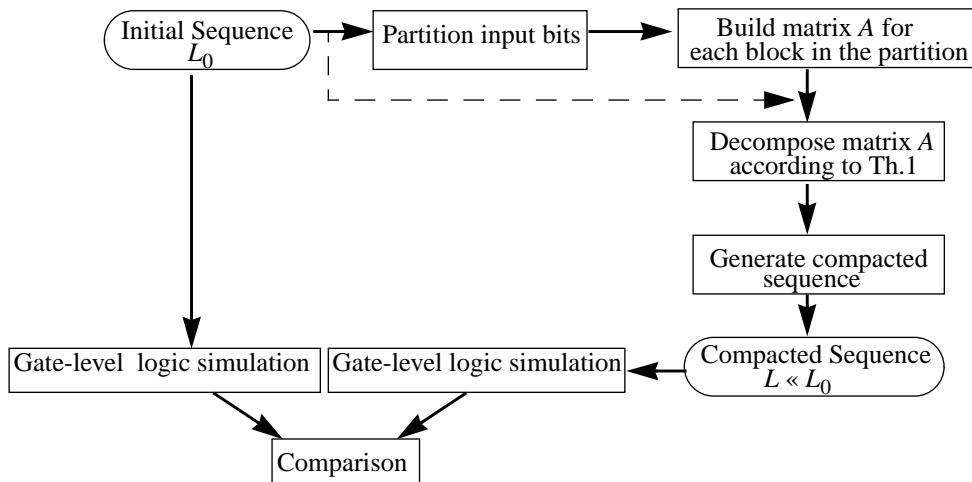 Initial Sequence
L0
Partition input bits
Build matrix A for
each block in the partition
Decompose matrix A
according to Th.1
Generate compacted
sequence
Compacted Sequence
L « L0
Gate-level logic simulation
Gate-level logic simulation
Comparison